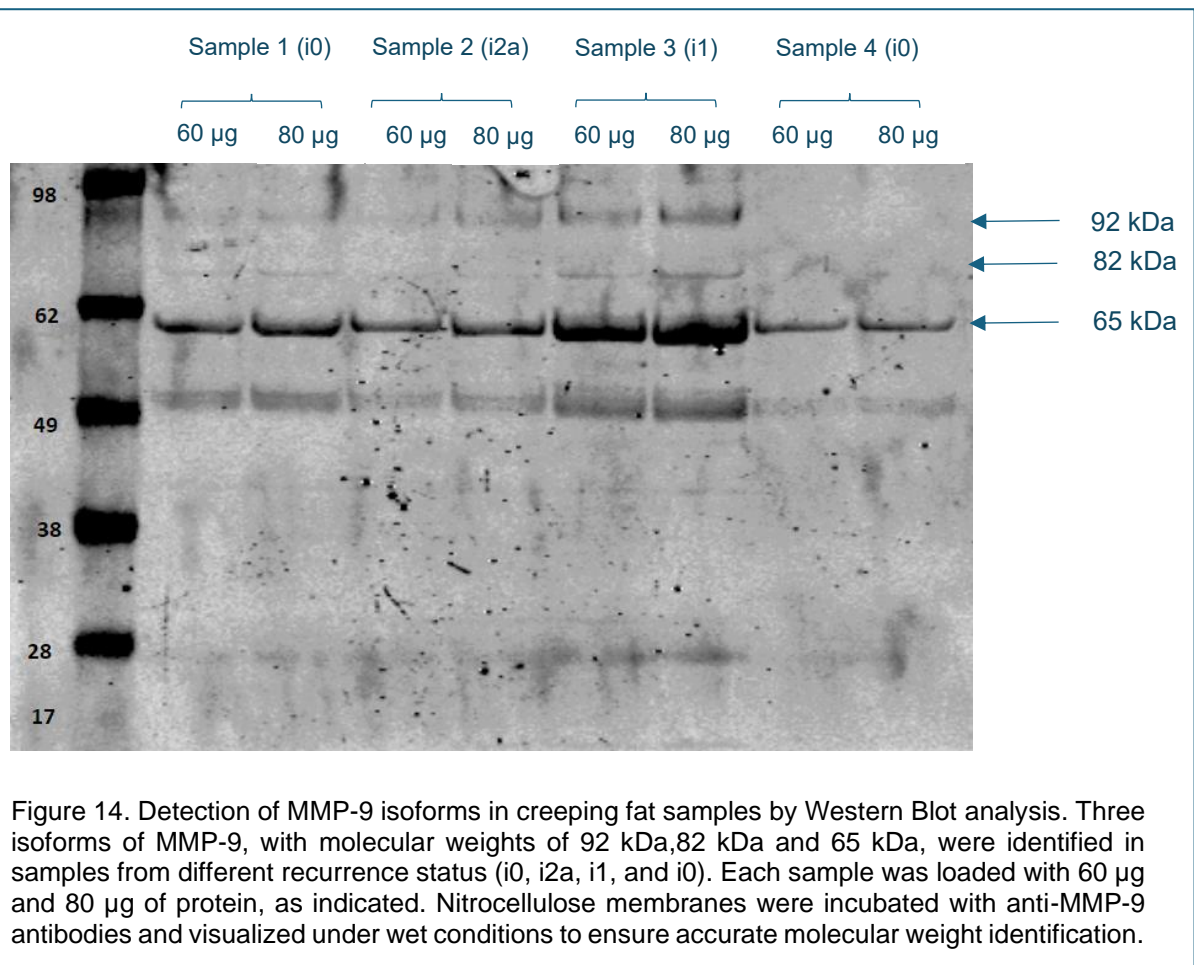 Sample 1 (i0) Sample 2 (i2a) Sample 3 (i1) Sample 4 (i0)
60 µg 80 µg 60 µg 80 µg 60 µg 80 µg 60 µg 80 µg
98
92 kDa
82 kDa
62
65 kDa
49
38
28
17
Figure 14. Detection of MMP-9 isoforms in creeping fat samples by Western Blot analysis. Three
isoforms of MMP-9, with molecular weights of 92 kDa,82 kDa and 65 kDa, were identified in
samples from different recurrence status (i0, i2a, i1, and i0). Each sample was loaded with 60 µg
and 80 µg of protein, as indicated. Nitrocellulose membranes were incubated with anti-MMP-9
antibodies and visualized under wet conditions to ensure accurate molecular weight identification.